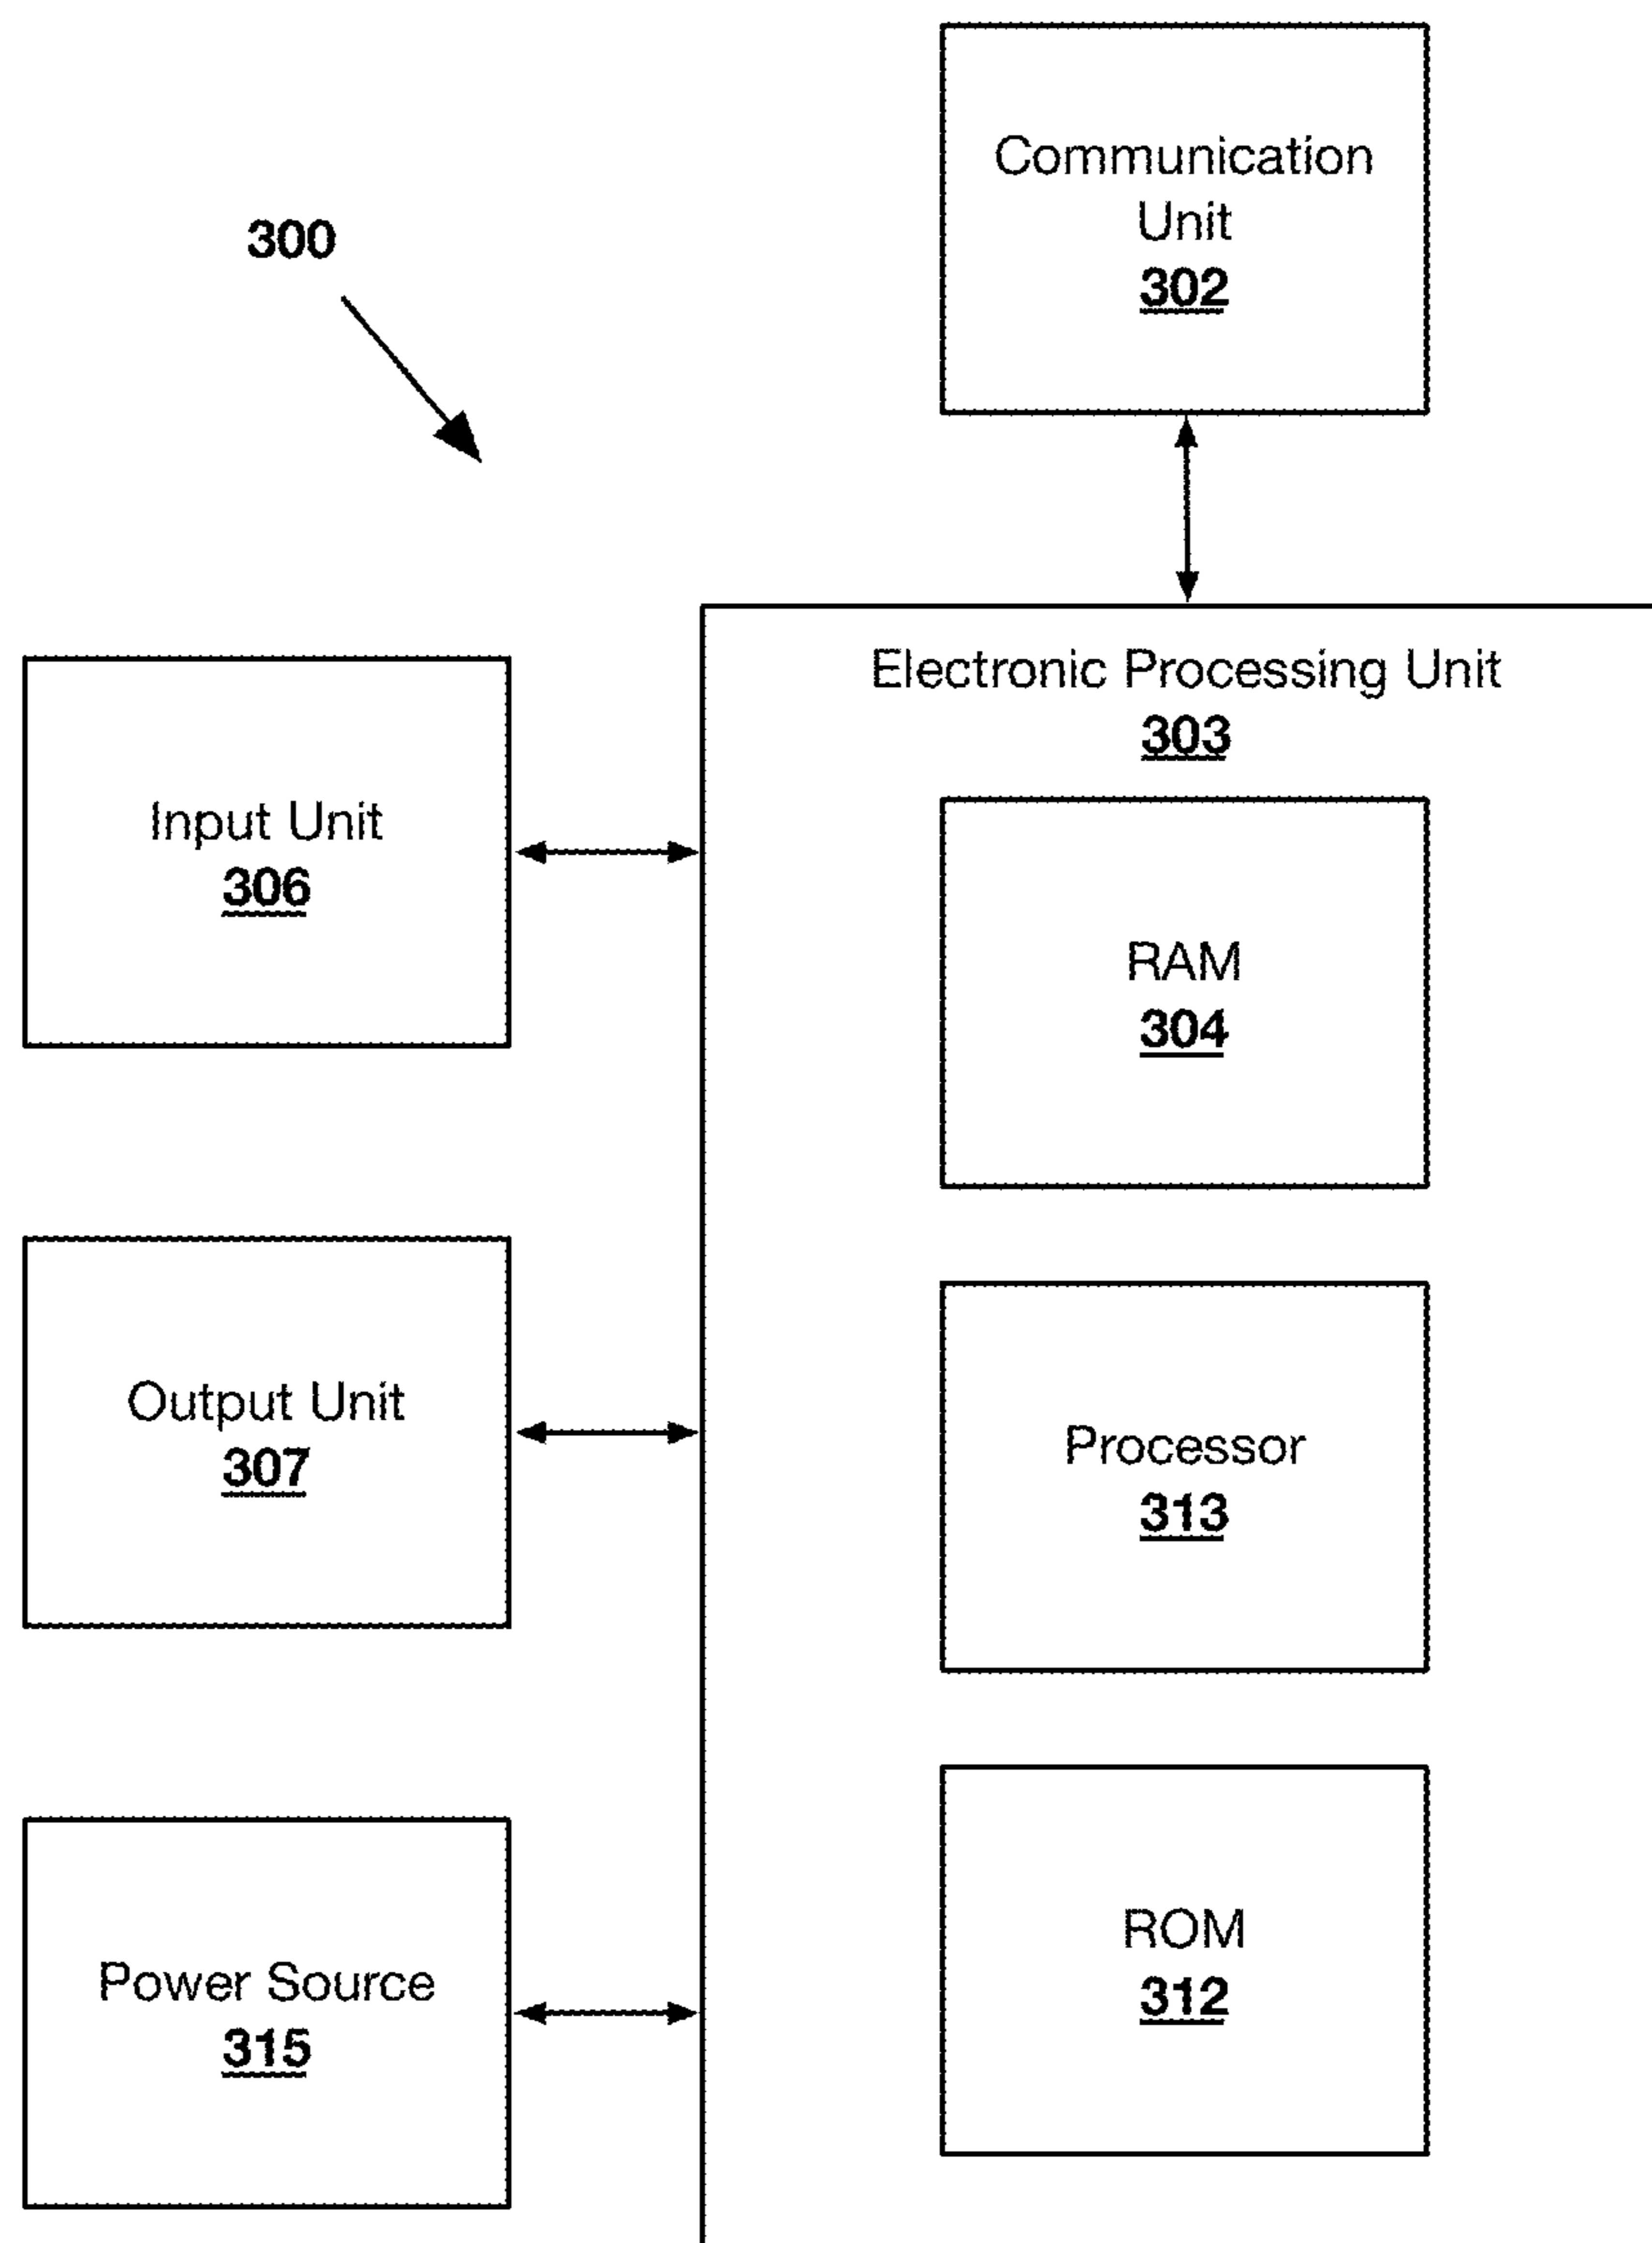 300
Communication
Unit
302
Electronic Processing Unit
303
Input Unit
306
RAM
304
Output Unit
307
Processor
313
Power Source
315
ROM
312